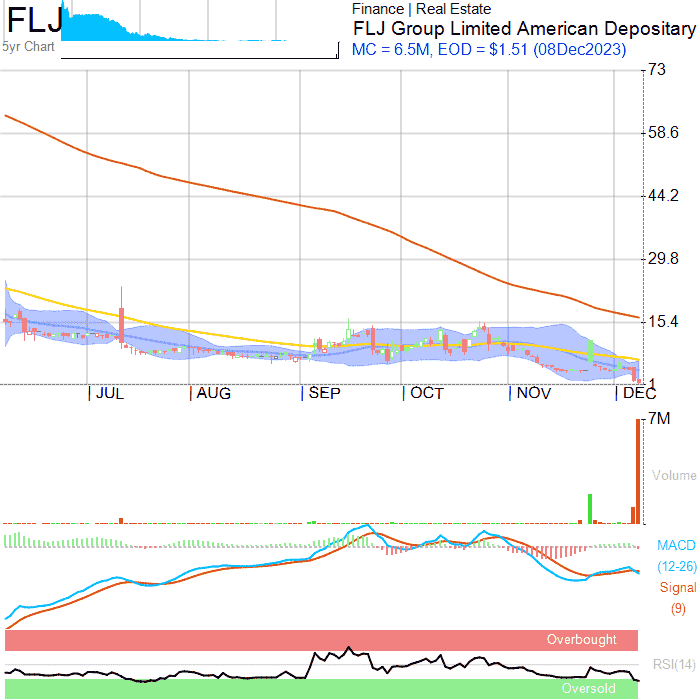 FLJ
5yr Chart
Finance | Real Estate
FLJ Group Limited American Depositary
MC = 6.5M, EOD = $1.51 (08Dec2023)
73
58.6
44.2
29.8
15.4
1
JUL AUG SEP OCT NOV DEC
7M
Volume
MACD
(12-26)
Signal
(9)
Overbought
RSI(14)
Oversold